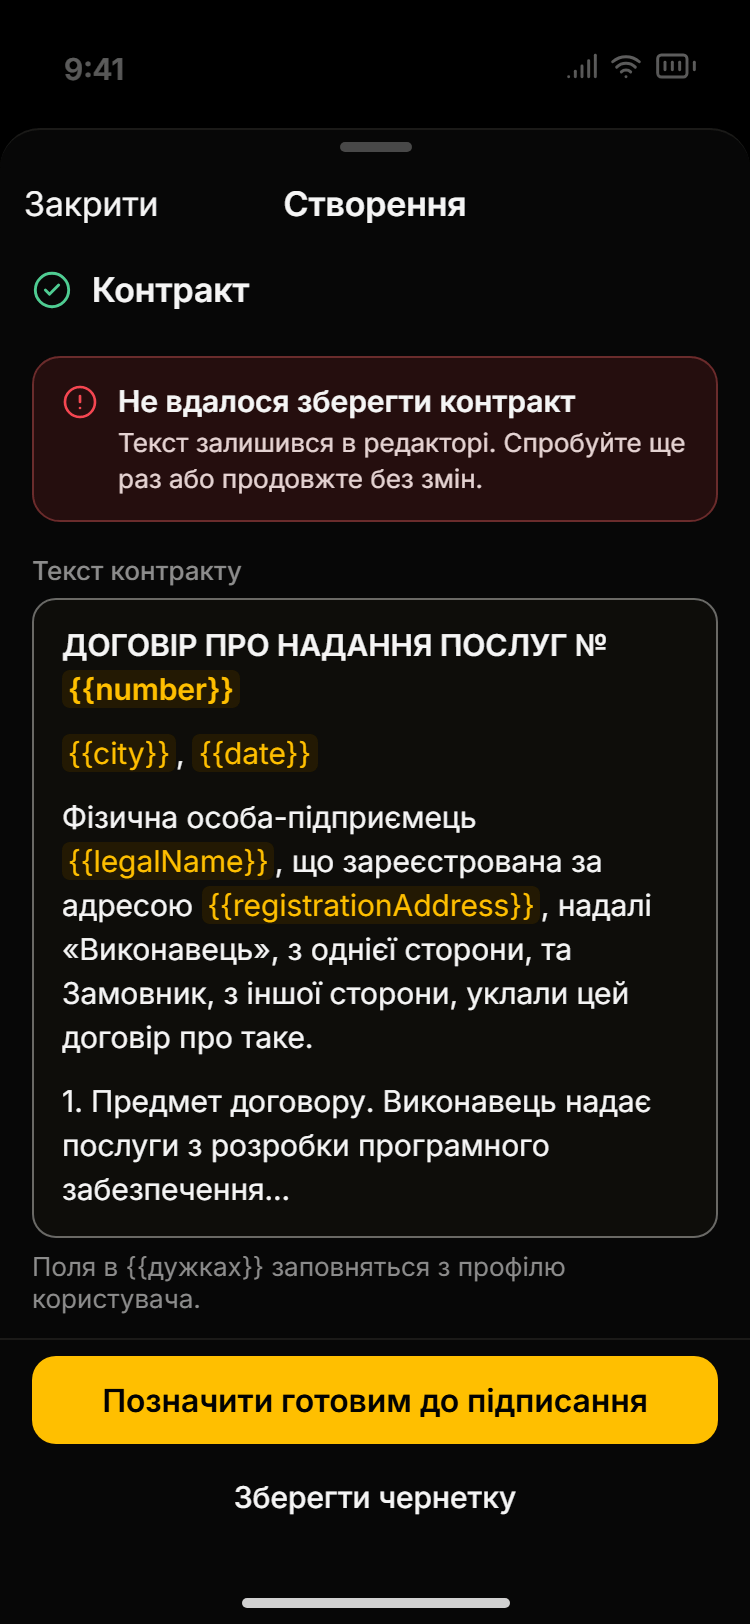 9:41
Закрити
Створення
Контракт
Не вдалося зберегти контракт
Текст залишився в редакторі. Спробуйте ще
раз або продовжте без змін.
Текст контракту
ДОГОВІР ПРО НАДАННЯ ПОСЛУГ №
{{number}}
{{city}}, {{date}}
Фізична особа-підприємець
{{legalName}}, що зареєстрована за
адресою {{registrationAddress}}, надалі
«Виконавець», з однієї сторони, та
Замовник, з іншої сторони, уклали цей
договір про таке.
1. Предмет договору. Виконавець надає
послуги з розробки програмного
забезпечення...
Поля в {{дужках}} заповняться з профілю
користувача.
Позначити готовим до підписання
Зберегти чернетку